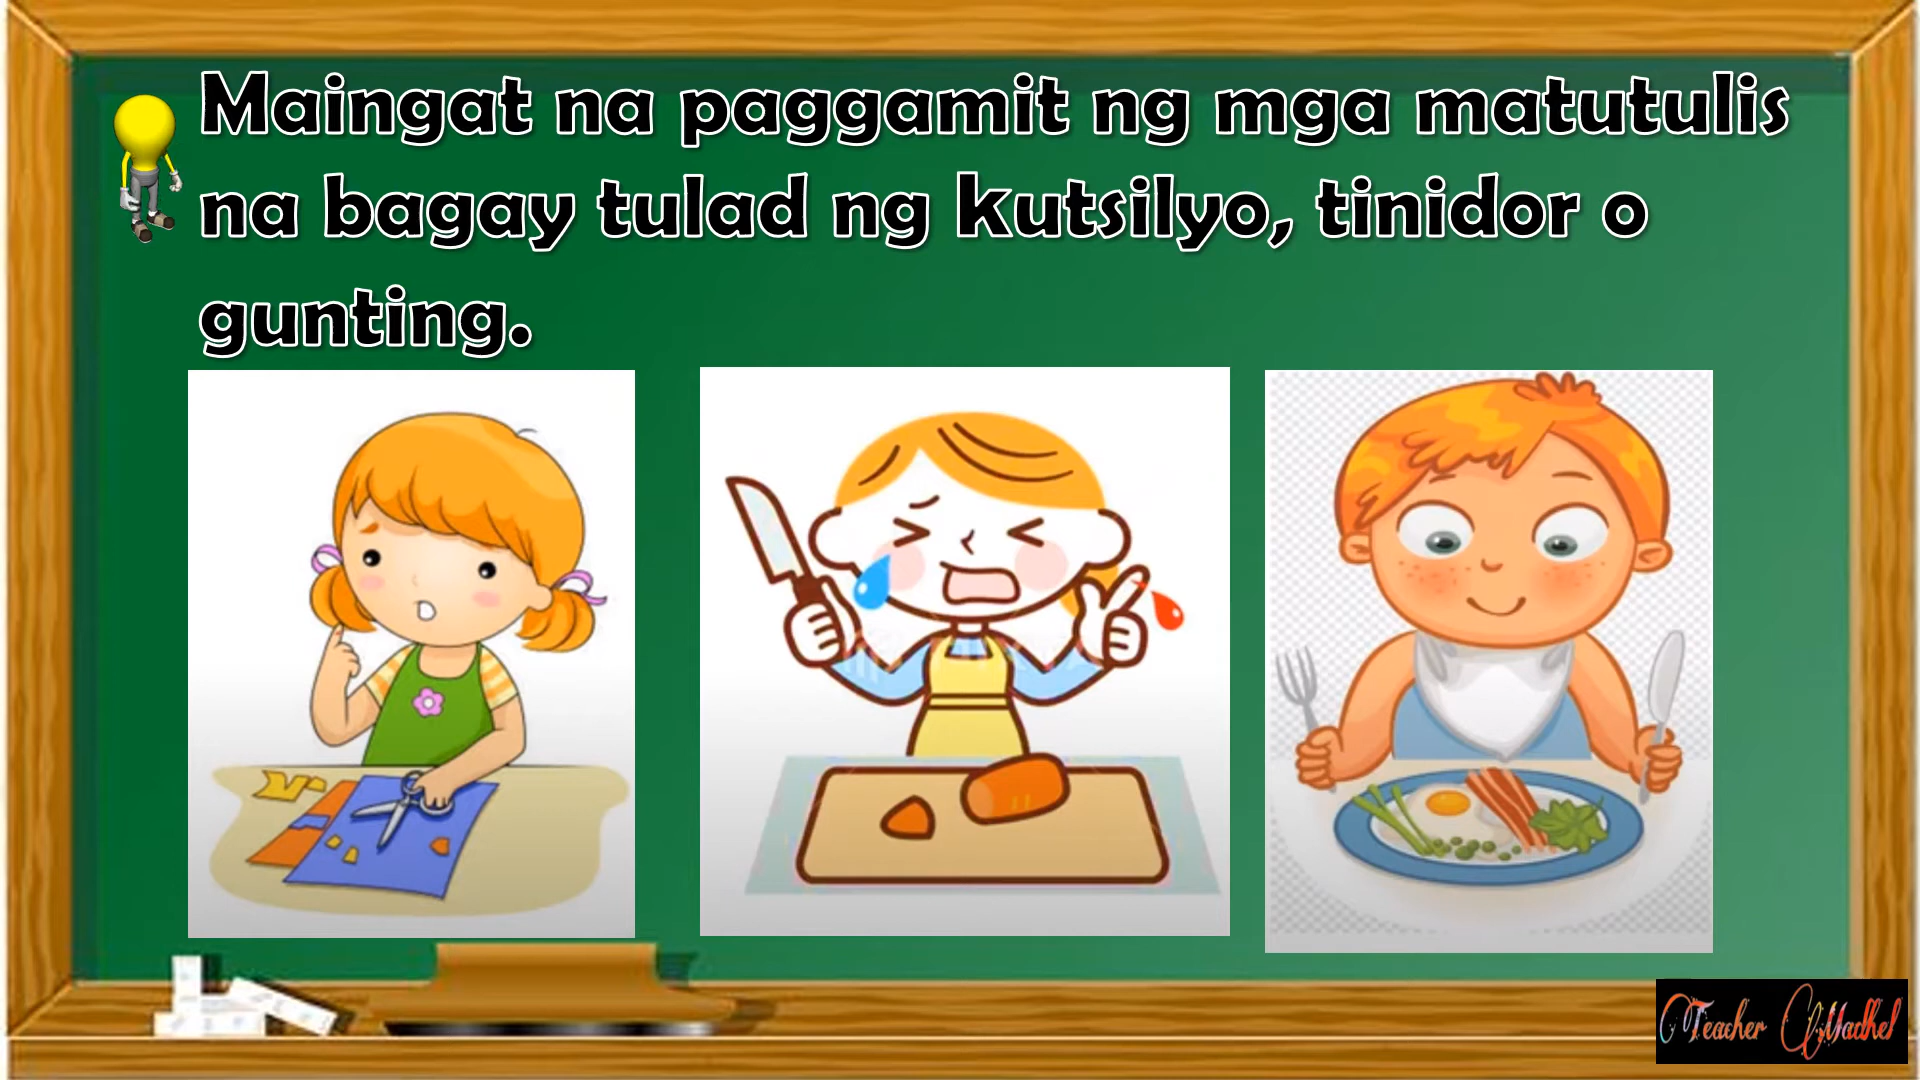 Maingat na paggamit ng mga matutulis
na bagay tulad ng kutsilyo, tinidor o
gunting.
Teacher Madhel